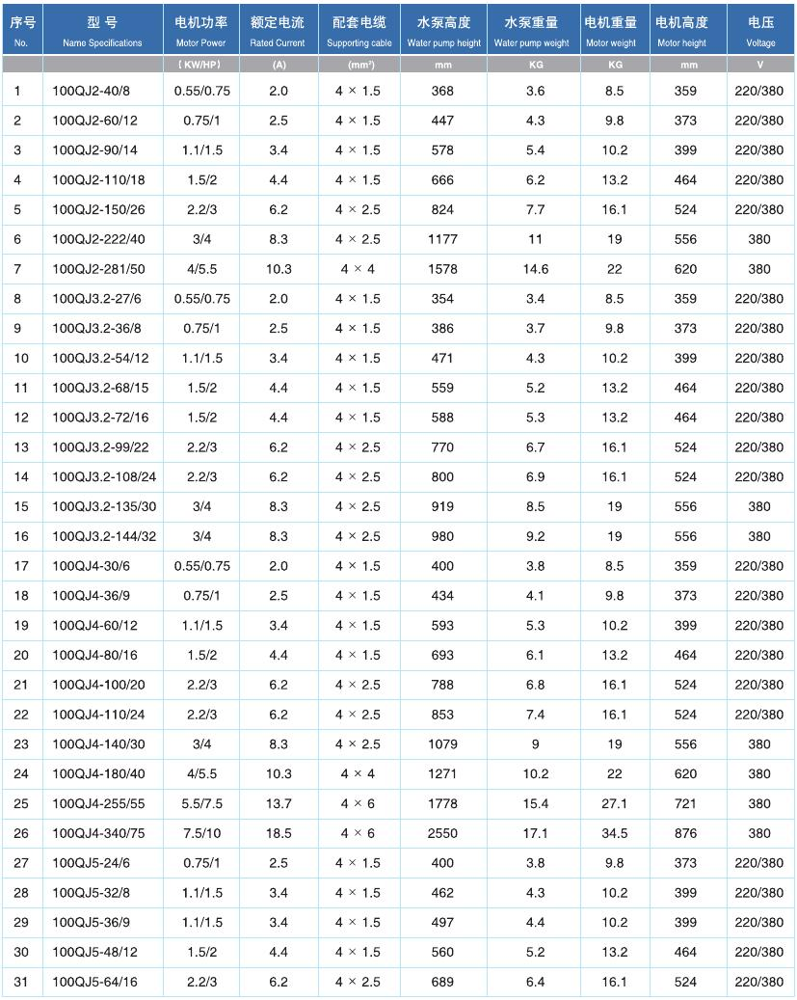 序号 型 号 电机功率 额定电流 配套电缆 水泵高度 水泵重量 电机重量 电机高度 电压
No. Name Specifications Motor Power Rated Current Supporting cable Water pump height Water pump weight Motor weight Motor height Voltage
(KW/HP) (A) (mm²) mm KG KG mm V
1 100QJ2-40/8 0.55/0.75 2.0 4 × 1.5 368 3.6 8.5 359 220/380
2 100QJ2-60/12 0.75/1 2.5 4 × 1.5 447 4.3 9.8 373 220/380
3 100QJ2-90/14 1.1/1.5 3.4 4 × 1.5 578 5.4 10.2 399 220/380
4 100QJ2-110/18 1.5/2 4.4 4 × 1.5 666 6.2 13.2 464 220/380
5 100QJ2-150/26 2.2/3 6.2 4 × 2.5 824 7.7 16.1 524 220/380
6 100QJ2-222/40 3/4 8.3 4 × 2.5 1177 11 19 556 380
7 100QJ2-281/50 4/5.5 10.3 4 × 4 1578 14.6 22 620 380
8 100QJ3.2-27/6 0.55/0.75 2.0 4 × 1.5 354 3.4 8.5 359 220/380
9 100QJ3.2-36/8 0.75/1 2.5 4 × 1.5 386 3.7 9.8 373 220/380
10 100QJ3.2-54/12 1.1/1.5 3.4 4 × 1.5 471 4.3 10.2 399 220/380
11 100QJ3.2-68/15 1.5/2 4.4 4 × 1.5 559 5.2 13.2 464 220/380
12 100QJ3.2-72/16 1.5/2 4.4 4 × 1.5 588 5.3 13.2 464 220/380
13 100QJ3.2-99/22 2.2/3 6.2 4 × 2.5 770 6.7 16.1 524 220/380
14 100QJ3.2-108/24 2.2/3 6.2 4 × 2.5 800 6.9 16.1 524 220/380
15 100QJ3.2-135/30 3/4 8.3 4 × 2.5 919 8.5 19 556 380
16 100QJ3.2-144/32 3/4 8.3 4 × 2.5 980 9.2 19 556 380
17 100QJ4-30/6 0.55/0.75 2.0 4 × 1.5 400 3.8 8.5 359 220/380
18 100QJ4-36/9 0.75/1 2.5 4 × 1.5 434 4.1 9.8 373 220/380
19 100QJ4-60/12 1.1/1.5 3.4 4 × 1.5 593 5.3 10.2 399 220/380
20 100QJ4-80/16 1.5/2 4.4 4 × 1.5 693 6.1 13.2 464 220/380
21 100QJ4-100/20 2.2/3 6.2 4 × 2.5 788 6.8 16.1 524 220/380
22 100QJ4-110/24 2.2/3 6.2 4 × 2.5 853 7.4 16.1 524 220/380
23 100QJ4-140/30 3/4 8.3 4 × 2.5 1079 9 19 556 380
24 100QJ4-180/40 4/5.5 10.3 4 × 4 1271 10.2 22 620 380
25 100QJ4-255/55 5.5/7.5 13.7 4 × 6 1778 15.4 27.1 721 380
26 100QJ4-340/75 7.5/10 18.5 4 × 6 2550 17.1 34.5 876 380
27 100QJ5-24/6 0.75/1 2.5 4 × 1.5 400 3.8 9.8 373 220/380
28 100QJ5-32/8 1.1/1.5 3.4 4 × 1.5 462 4.3 10.2 399 220/380
29 100QJ5-36/9 1.1/1.5 3.4 4 × 1.5 497 4.4 10.2 399 220/380
30 100QJ5-48/12 1.5/2 4.4 4 × 1.5 560 5.2 13.2 464 220/380
31 100QJ5-64/16 2.2/3 6.2 4 × 2.5 689 6.4 16.1 524 220/380